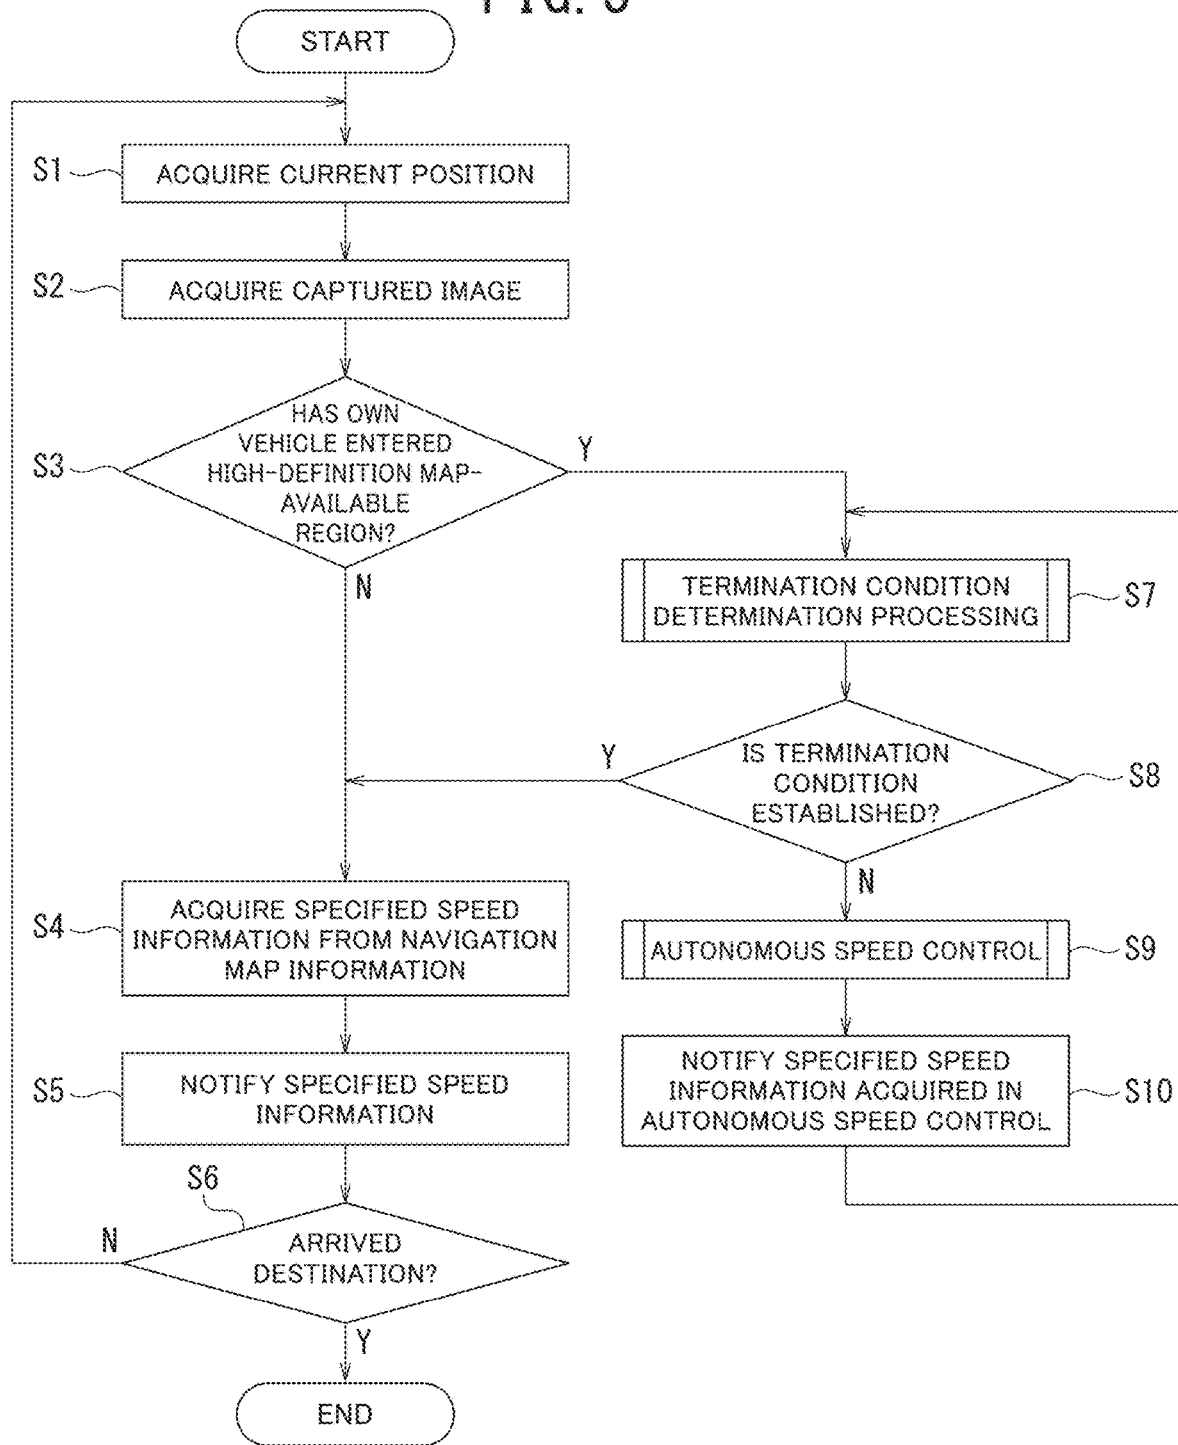 START
S1
ACQUIRE CURRENT POSITION
S2
ACQUIRE CAPTURED IMAGE
S3
HAS OWN
VEHICLE ENTERED
HIGH-DEFINITION MAP-
AVAILABLE
REGION?
Y
N
TERMINATION CONDITION
DETERMINATION PROCESSING
S7
Y
IS TERMINATION
CONDITION
ESTABLISHED?
S8
N
S4
ACQUIRE SPECIFIED SPEED
INFORMATION FROM NAVIGATION
MAP INFORMATION
AUTONOMOUS SPEED CONTROL
S9
S5
NOTIFY SPECIFIED SPEED
INFORMATION
NOTIFY SPECIFIED SPEED
INFORMATION ACQUIRED IN
AUTONOMOUS SPEED CONTROL
S10
S6
N
ARRIVED
DESTINATION?
Y
END